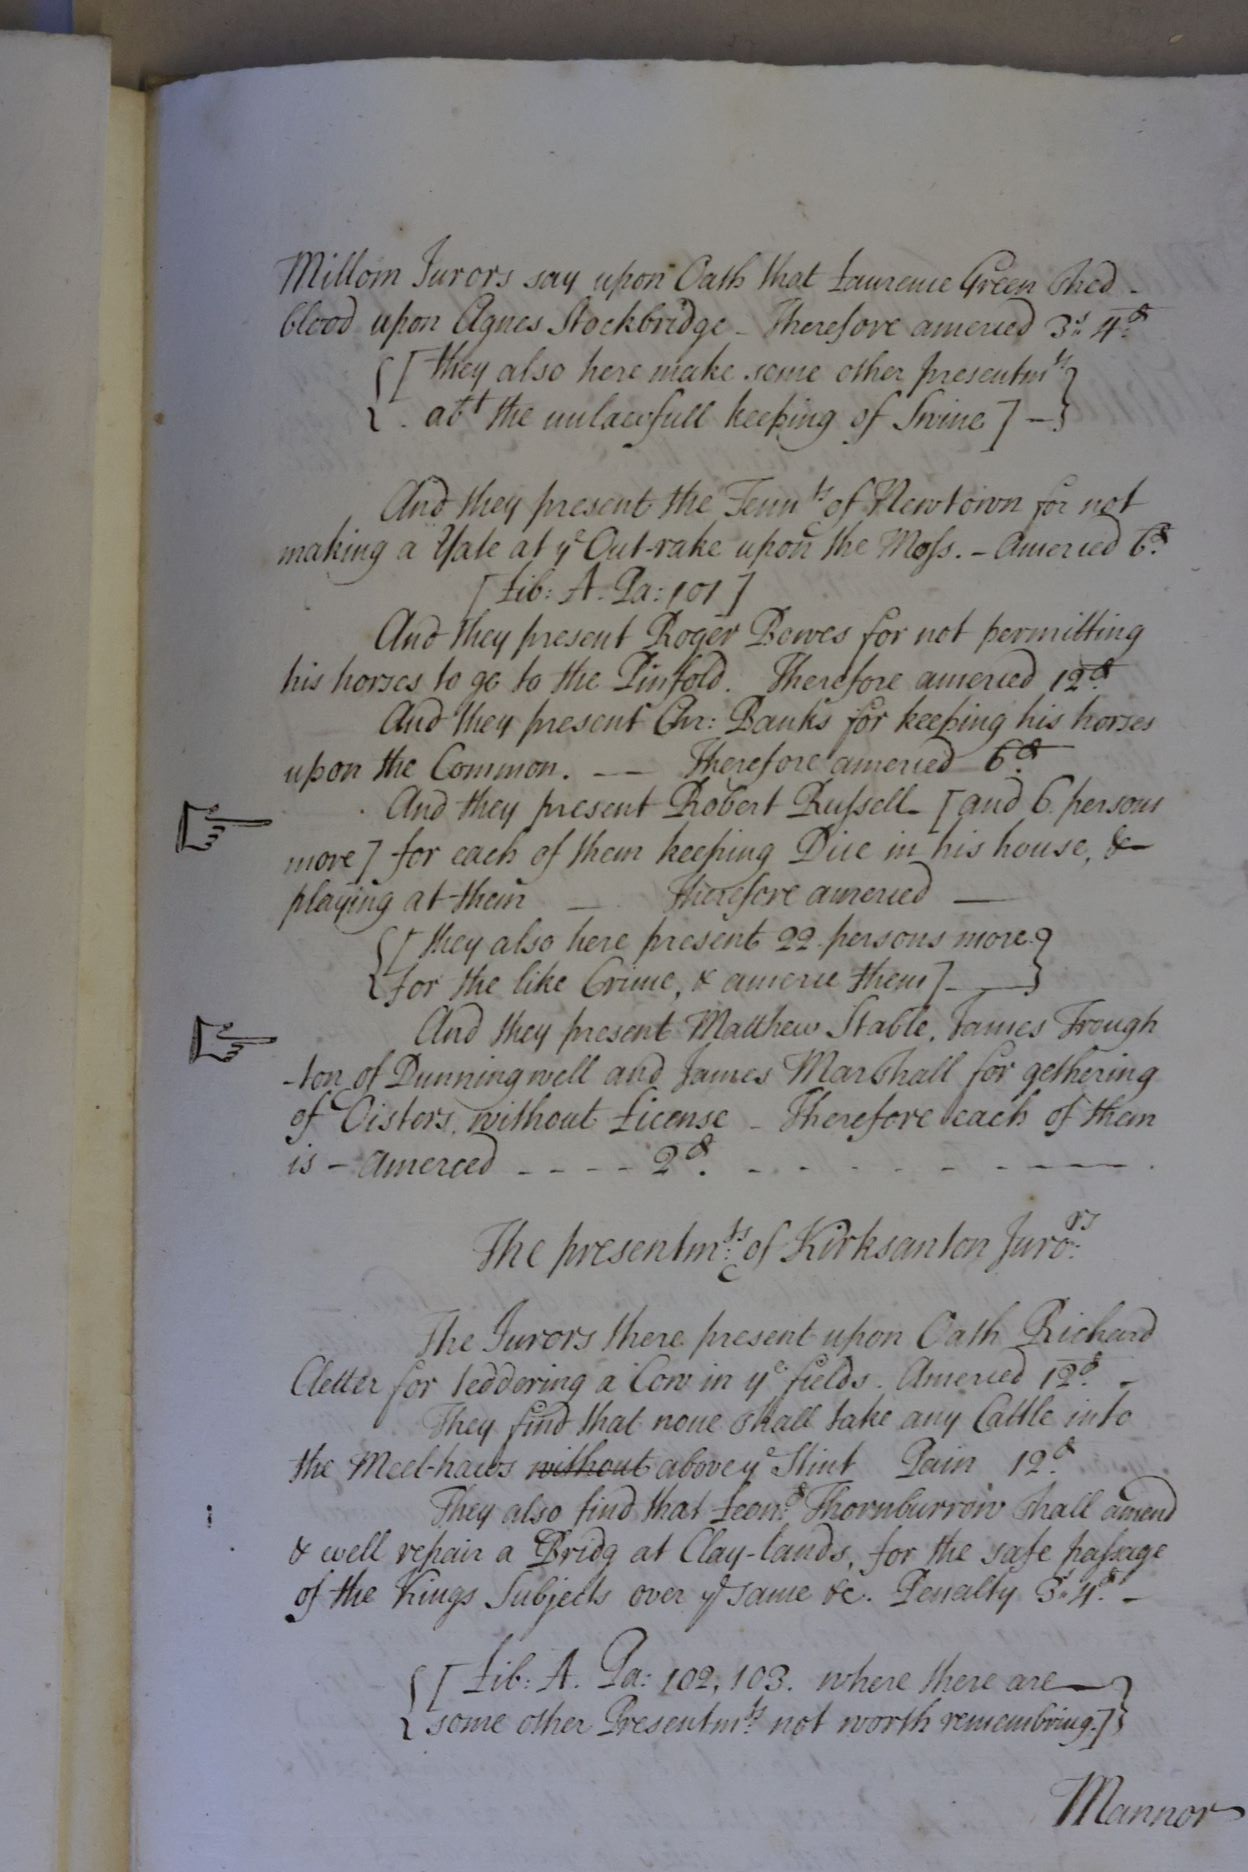 Millom Jurors say upon Oath that Laurence Green shed
blood upon Agnes Stockbridge - Therefore amerced 3s 4d
{[ they also here make some other presentmts }
{ abt the unlawfull keeping of Swine ] - }
And they present the Tennts of Newtown for not
making a Yate at ye Out-rake upon the Moss. - Amerced 6d
[ Lib: A. Pa: 101 ]
And they present Roger Bowes for not permitting
his horses to go to the Pinfold. Therefore amerced 12d
And they present Chr: Banks for keeping his horses
upon the Common. -- Therefore amerced 6d
And they present Robert Russell [ and 6 persons
more ] for each of them keeping Dice in his house, &
playing at them - Therefore amerced -
{[ they also here present 22 persons more }
{ for the like Crime, & amerce them ] - }
And they present Matthew Stable, James Trough
-ton of Dunningwell and James Marshall for gethering
of Oisters without License - Therefore each of them
is - Amerced - - - - 2d. - - - - - - - -
The presentmts: of Kirksanton Jurors:
The Jurors there present upon Oath Richard
Cletter for teddering a Cow in ye fields. Amerced 12d. -
They find that none shall take any Cattle into
the Meel-haws without above ye Stint Pain 12d
They also find that Leond: Thornburrow shall amend
& well repair a Bridg at Clay-lands, for the safe passage
of the Kings Subjects over ye same &c. Penalty 3s 4d. -
{[ Lib: A. Pa: 102, 103. where there are }
{ some other Presentmts: not worth remembring.] }
Mannor